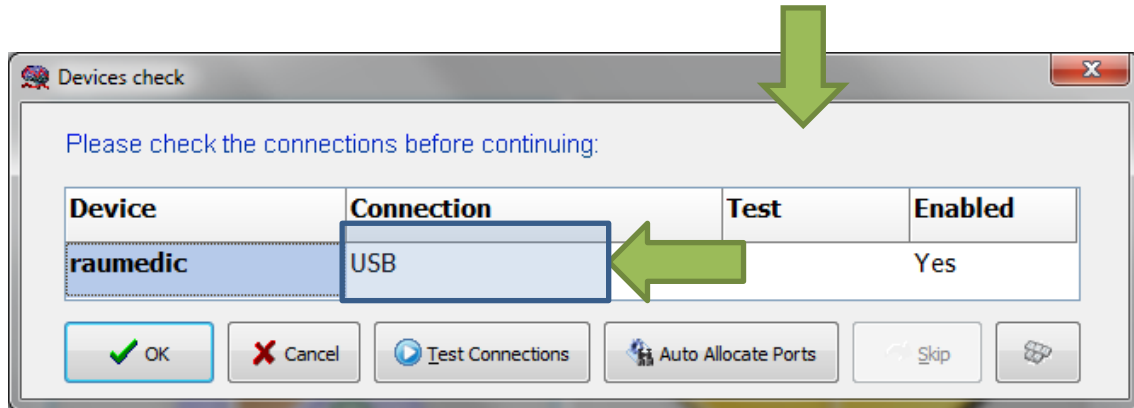 Devices check
Please check the connections before continuing:
Device Connection Test Enabled
raumedic USB Yes
OK Cancel Test Connections Auto Allocate Ports Skip